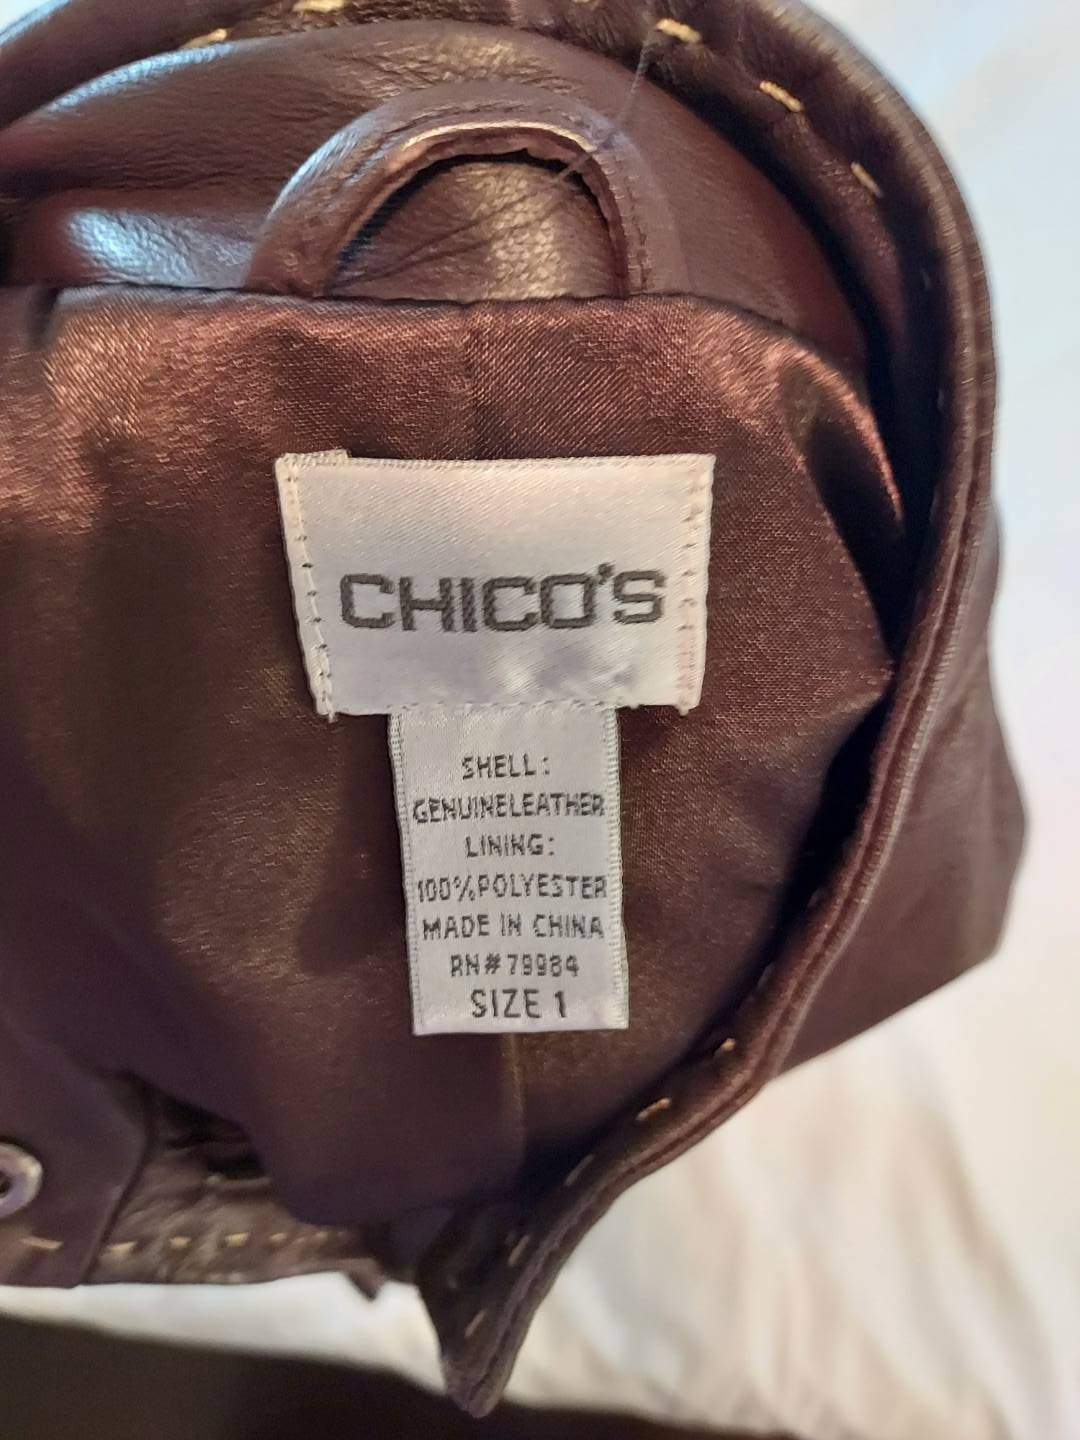 CHICO'S
SHELL:
GENUINELEATHER
LINING:
100%POLYESTER
MADE IN CHINA
RN#79984
SIZE 1